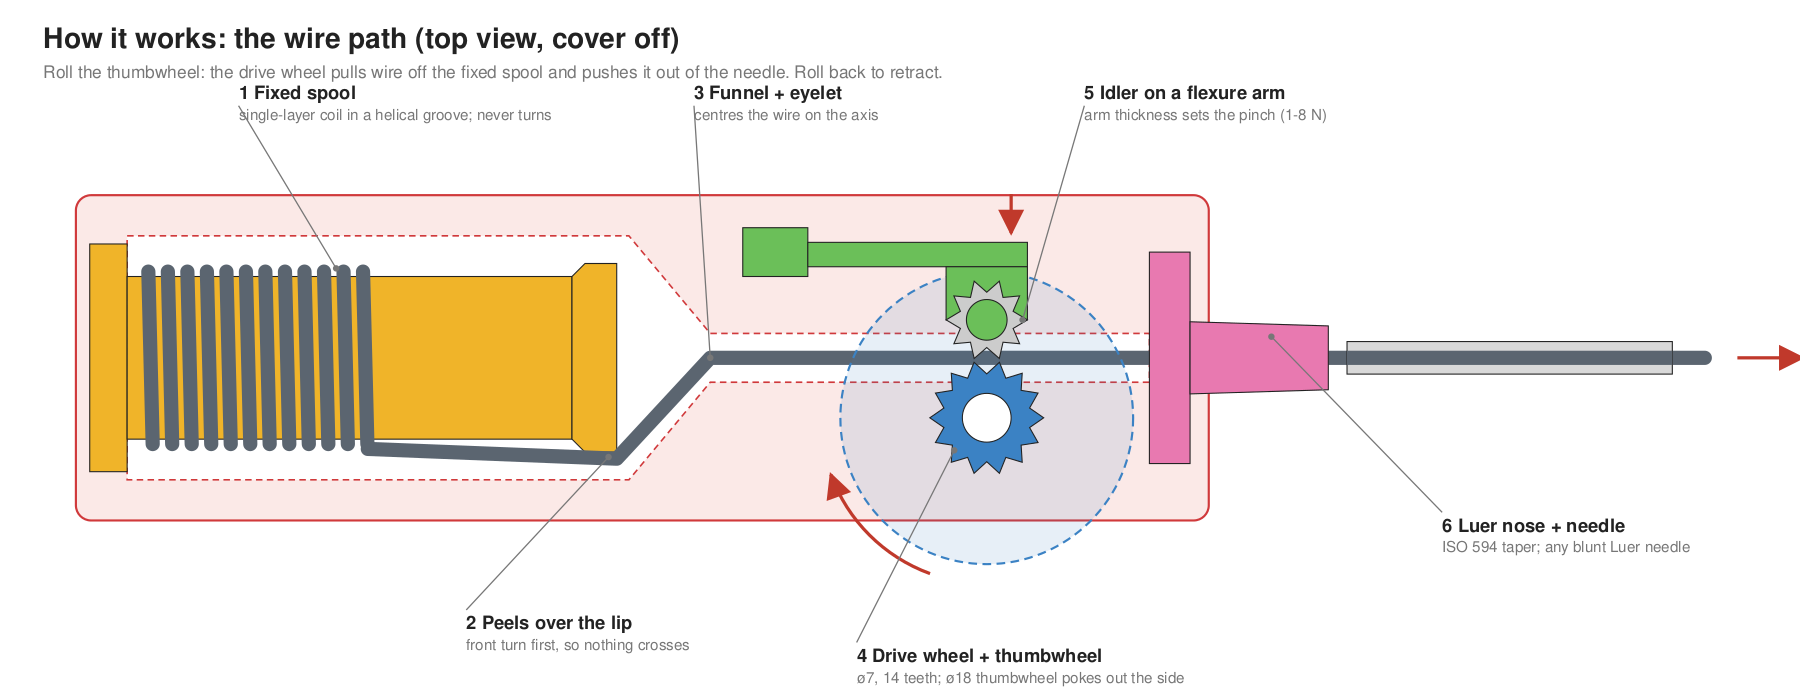 How it works: the wire path (top view, cover off)
Roll the thumbwheel: the drive wheel pulls wire off the fixed spool and pushes it out of the needle. Roll back to retract.
1 Fixed spool
single-layer coil in a helical groove; never turns
3 Funnel + eyelet
centres the wire on the axis
5 Idler on a flexure arm
arm thickness sets the pinch (1-8 N)
6 Luer nose + needle
ISO 594 taper; any blunt Luer needle
2 Peels over the lip
front turn first, so nothing crosses
4 Drive wheel + thumbwheel
ø7, 14 teeth; ø18 thumbwheel pokes out the side